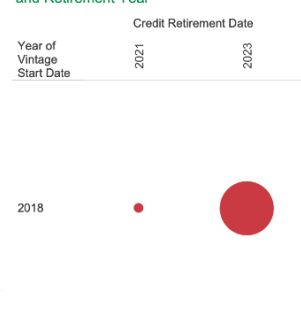 and Retirement Year
Credit Retirement Date
Year of
Vintage
Start Date
2021
2023
2018